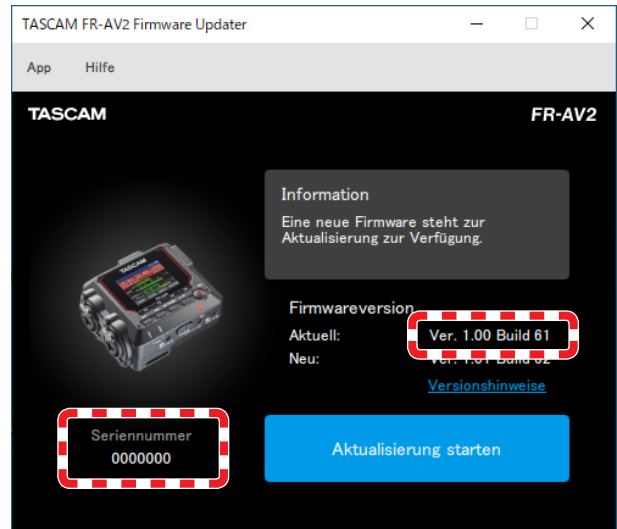 TASCAM FR-AV2 Firmware Updater
App Hilfe
TASCAM FR-AV2
Information
Eine neue Firmware steht zur
Aktualisierung zur Verfügung.
Firmwareversion
Aktuell: Ver. 1.00 Build 61
Neu:
Versionshinweise
Seriennummer
0000000
Aktualisierung starten